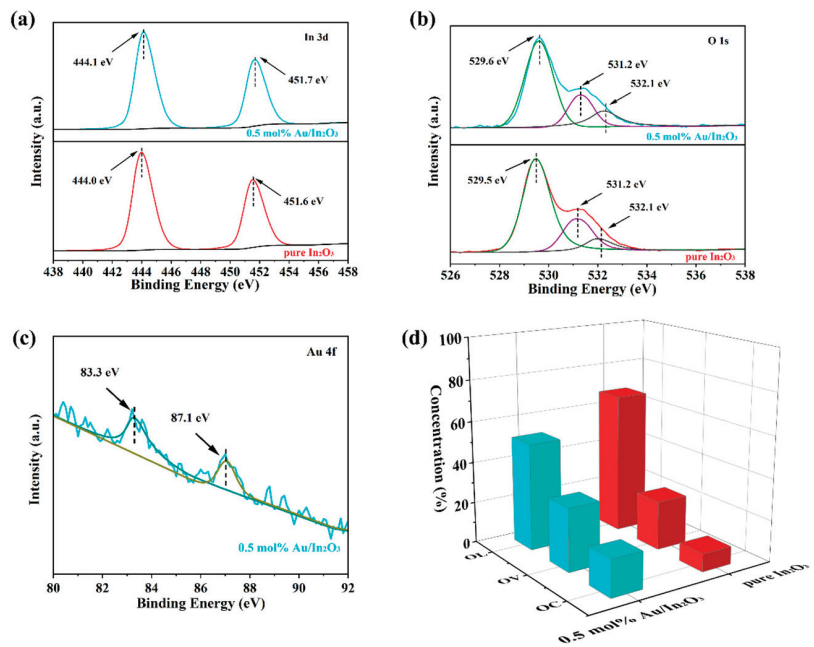 (a)
In 3d
444.1 eV
451.7 eV
0.5 mol% Au/In₂O₃
444.0 eV
451.6 eV
pure In₂O₃
Intensity (a.u.)
438 440 442 444 446 448 450 452 454 456 458
Binding Energy (eV)
(b)
O 1s
529.6 eV
531.2 eV
532.1 eV
0.5 mol% Au/In₂O₃
529.5 eV
531.2 eV
532.1 eV
pure In₂O₃
Intensity (a.u.)
526 528 530 532 534 536 538
Binding Energy (eV)
(c)
Au 4f
83.3 eV
87.1 eV
0.5 mol% Au/In₂O₃
Intensity (a.u.)
80 82 84 86 88 90 92
Binding Energy (eV)
(d)
100
80
60
40
20
0
Concentration (%)
OL
OV
OC
0.5 mol% Au/In₂O₃
pure In₂O₃